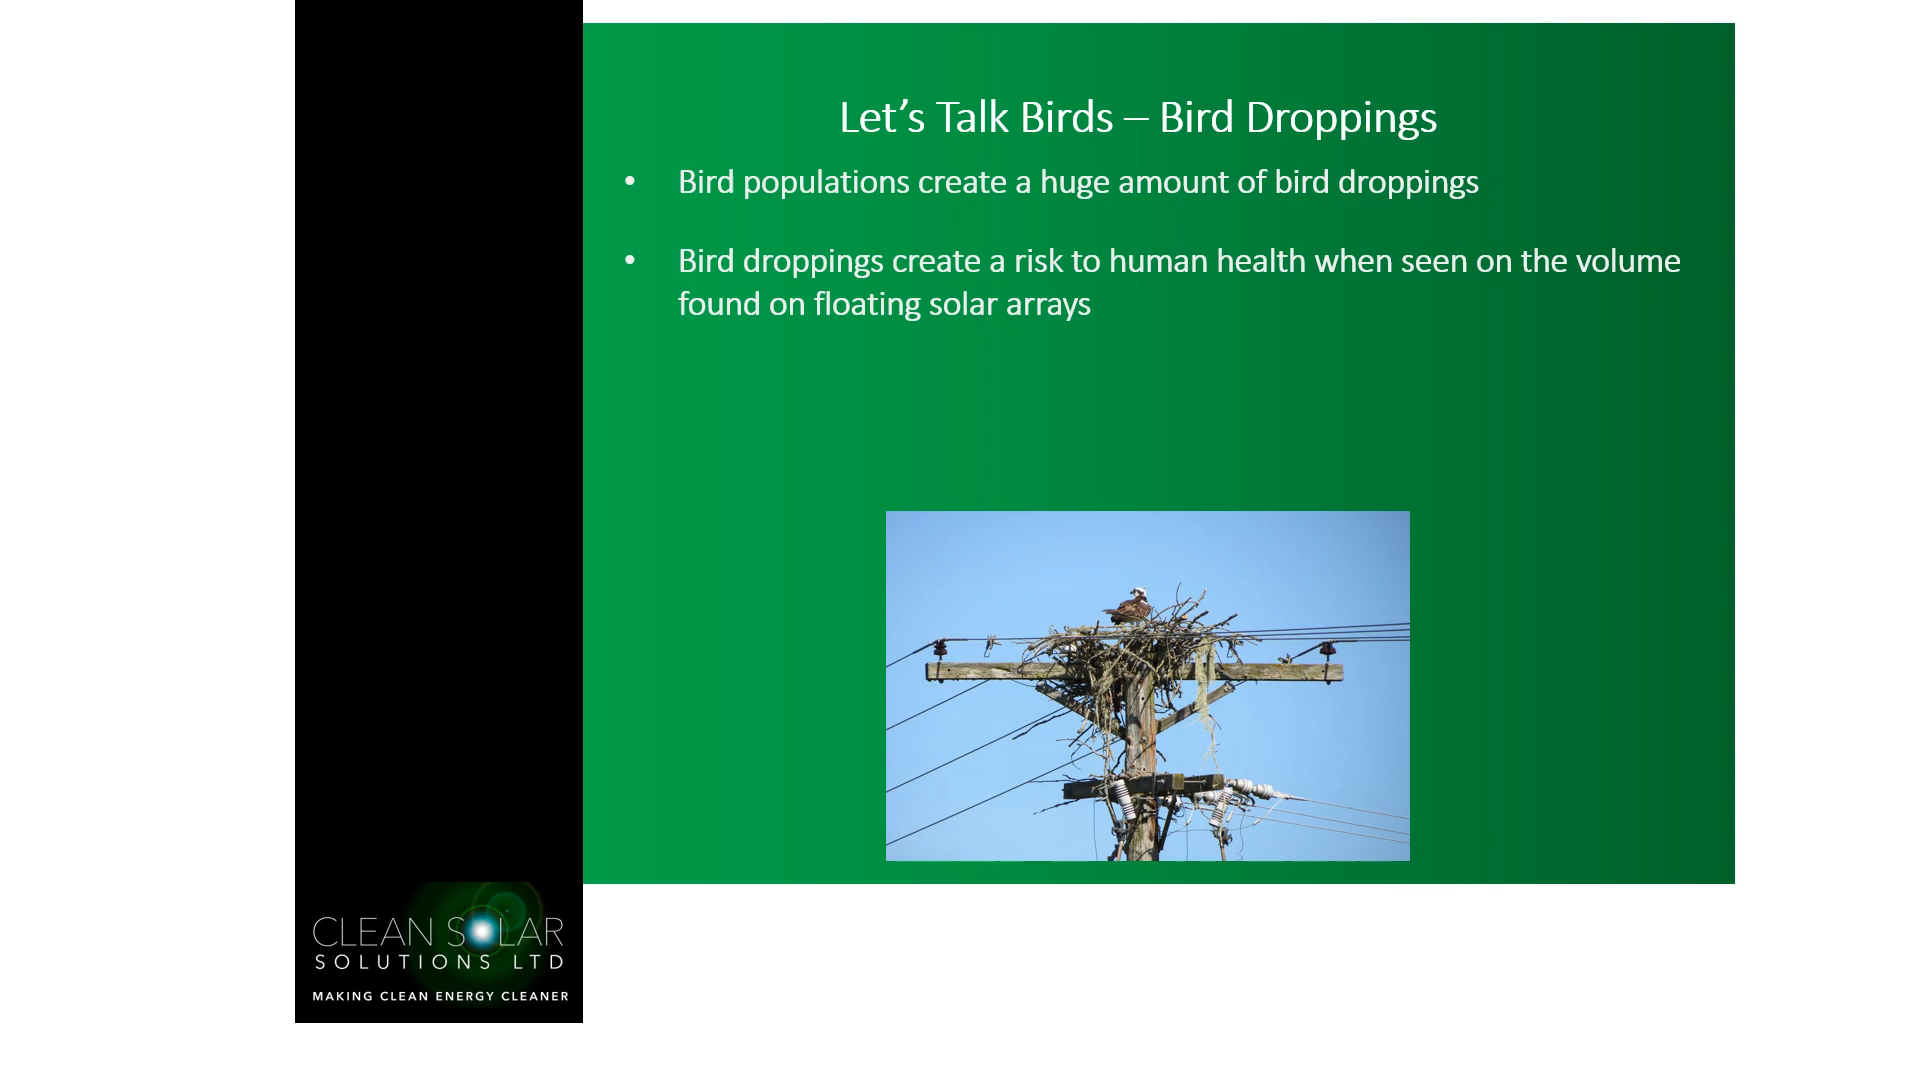 Let’s Talk Birds – Bird Droppings
• Bird populations create a huge amount of bird droppings
• Bird droppings create a risk to human health when seen on the volume
found on floating solar arrays
CLEAN SOLAR
SOLUTIONS LTD
MAKING CLEAN ENERGY CLEANER